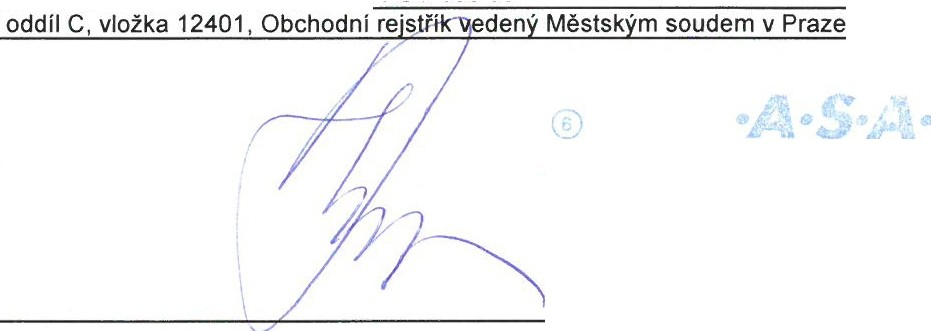 oddíl C, vložka 12401, Obchodní rejstřík vedený Městským soudem v Praze
6
·A·S·A·